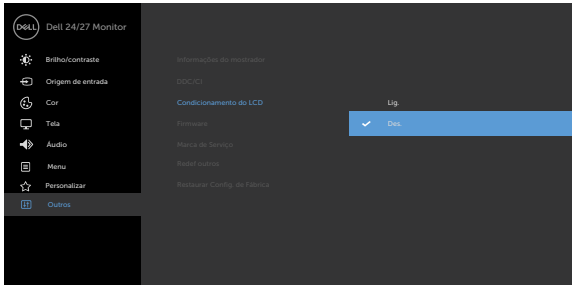 DELL Dell 24/27 Monitor
Brilho/contraste
Origem de entrada
Cor
Tela
Áudio
Menu
Personalizar
Outros
Informações do mostrador
DDC/CI
Condicionamento do LCD
Firmware
Marca de Serviço
Redef outros
Restaurar Config. de Fábrica
Lig.
Des.